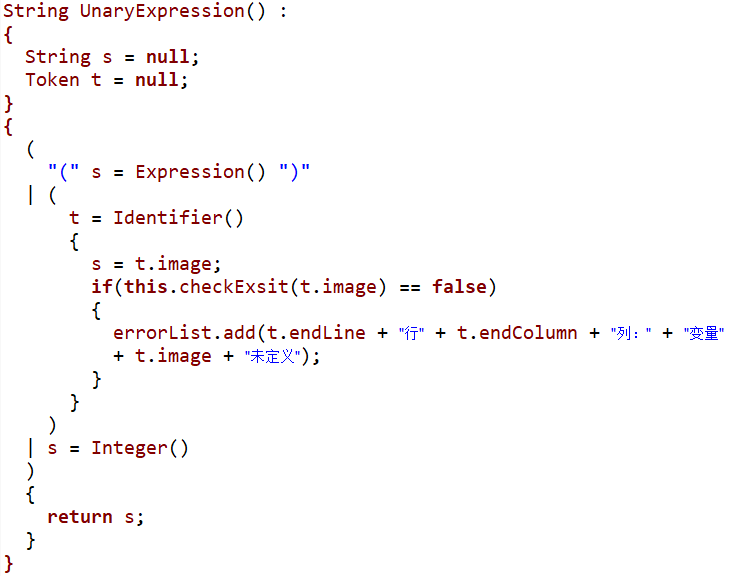 String UnaryExpression() :
{
  String s = null;
  Token t = null;
}
{
  (
    "(" s = Expression() ")"
  | (
      t = Identifier()
      {
        s = t.image;
        if(this.checkExsit(t.image) == false)
        {
          errorList.add(t.endLine + "行" + t.endColumn + "列：" + "变量"
          + t.image + "未定义");
        }
      }
    )
  | s = Integer()
  )
  {
    return s;
  }
}